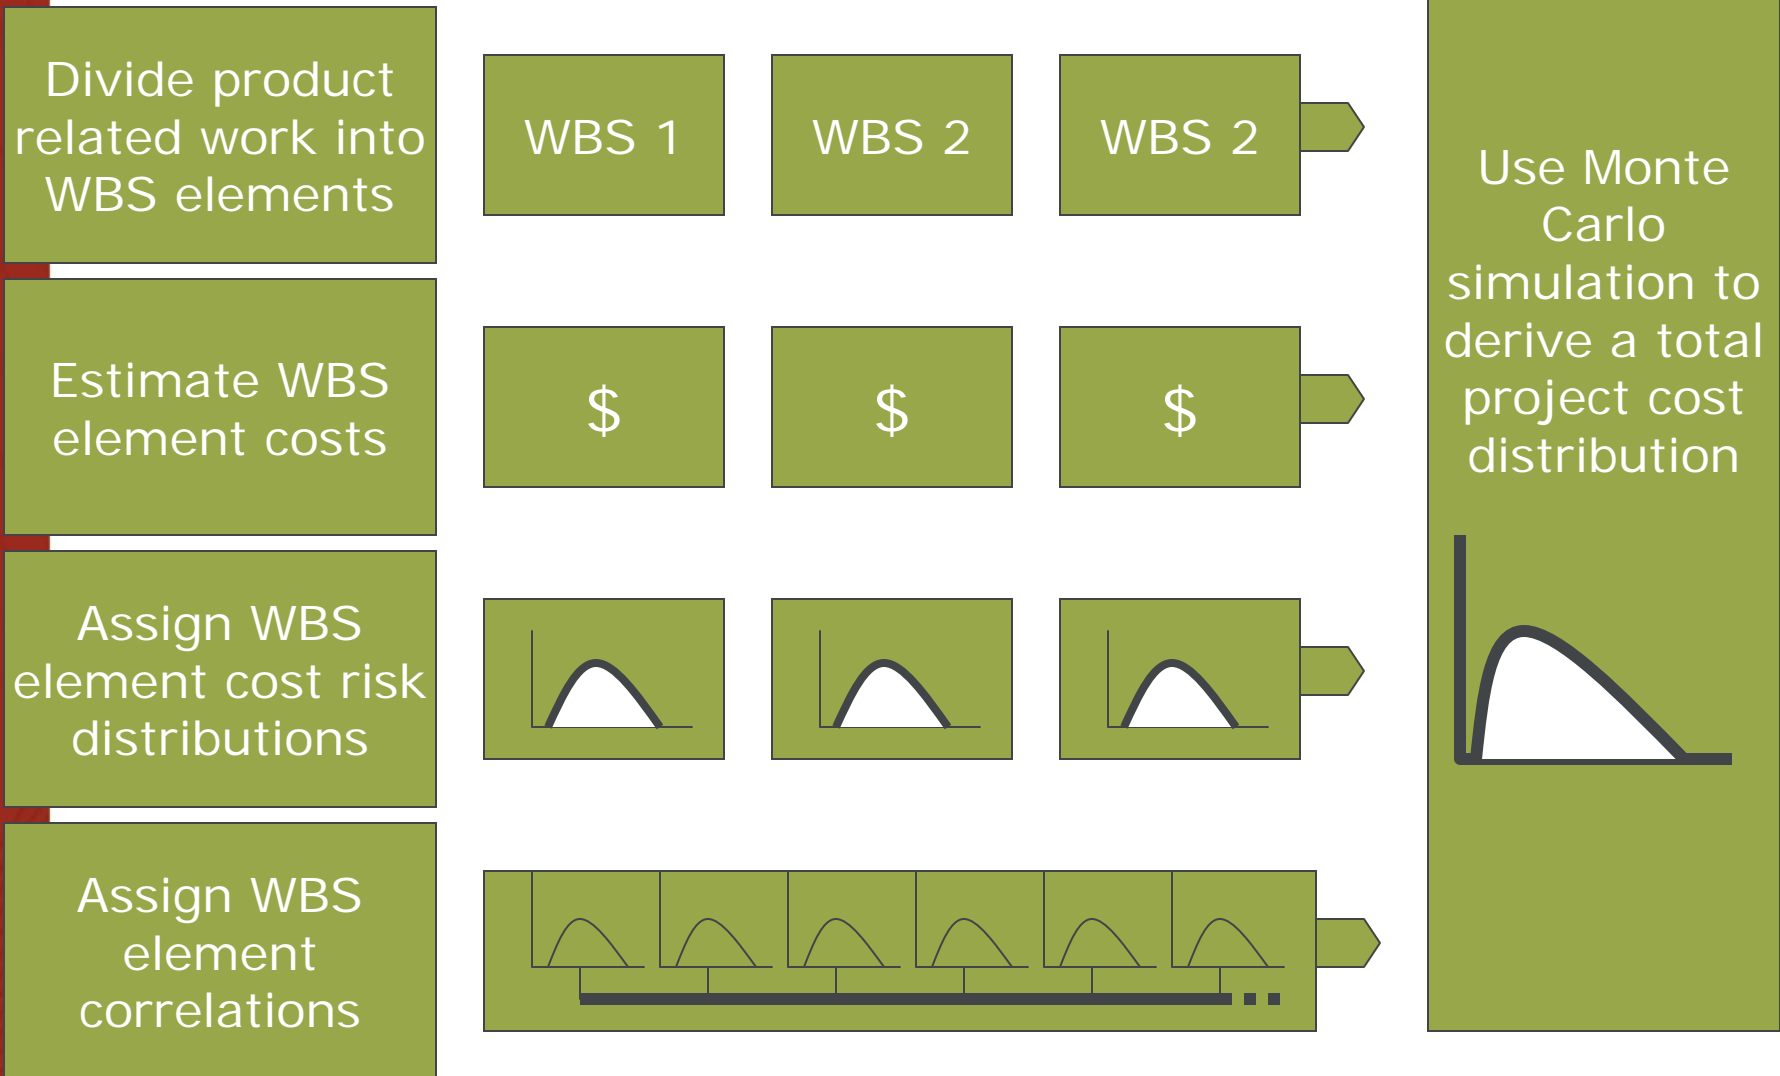 Divide product
related work into
WBS elements
WBS 1
WBS 2
WBS 2
Estimate WBS
element costs
$
$
$
Assign WBS
element cost risk
distributions
Assign WBS
element
correlations
Use Monte
Carlo
simulation to
derive a total
project cost
distribution